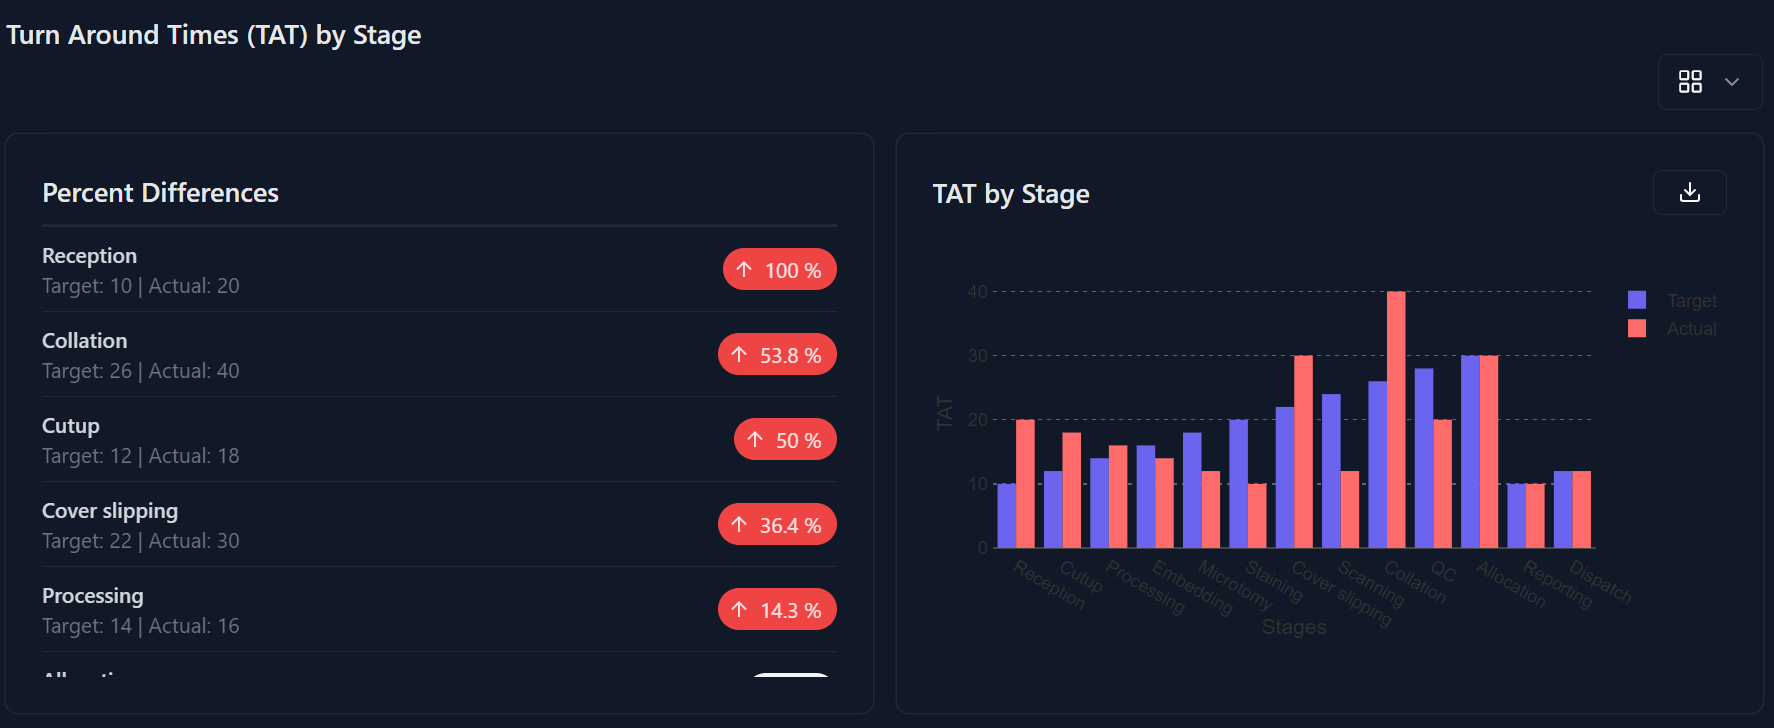 Turn Around Times (TAT) by Stage
Percent Differences
Reception
Target: 10 | Actual: 20
↑ 100 %
Collation
Target: 26 | Actual: 40
↑ 53.8 %
Cutup
Target: 12 | Actual: 18
↑ 50 %
Cover slipping
Target: 22 | Actual: 30
↑ 36.4 %
Processing
Target: 14 | Actual: 16
↑ 14.3 %
TAT by Stage
40
30
20
10
0
TAT
Reception
Cutup
Processing
Embedding
Microtomy
Staining
Cover slipping
Scanning
Collation
QC
Allocation
Reporting
Dispatch
Stages
Target
Actual